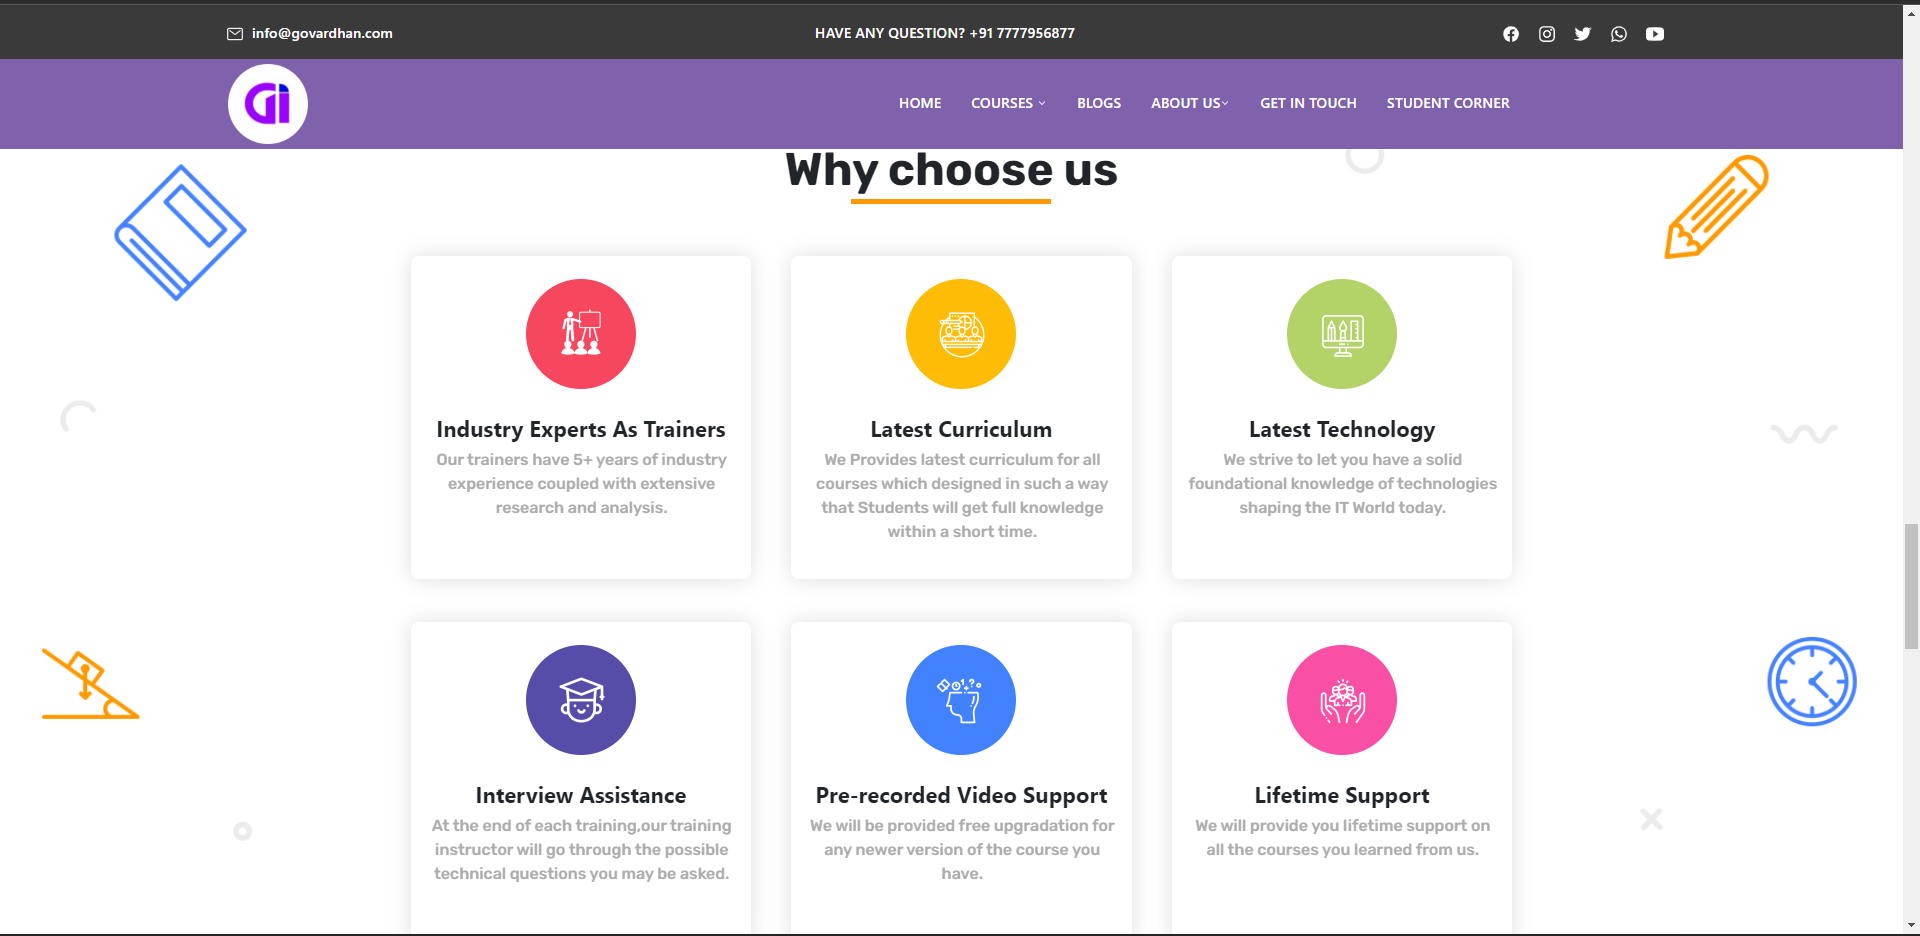 info@govardhan.com
HAVE ANY QUESTION? +91 7777956877
Gi
HOME COURSES BLOGS ABOUT US GET IN TOUCH STUDENT CORNER
Why choose us
Industry Experts As Trainers
Our trainers have 5+ years of industry
experience coupled with extensive
research and analysis.
Latest Curriculum
We Provides latest curriculum for all
courses which designed in such a way
that Students will get full knowledge
within a short time.
Latest Technology
We strive to let you have a solid
foundational knowledge of technologies
shaping the IT World today.
Interview Assistance
At the end of each training,our training
instructor will go through the possible
technical questions you may be asked.
Pre-recorded Video Support
We will be provided free upgradation for
any newer version of the course you
have.
Lifetime Support
We will provide you lifetime support on
all the courses you learned from us.